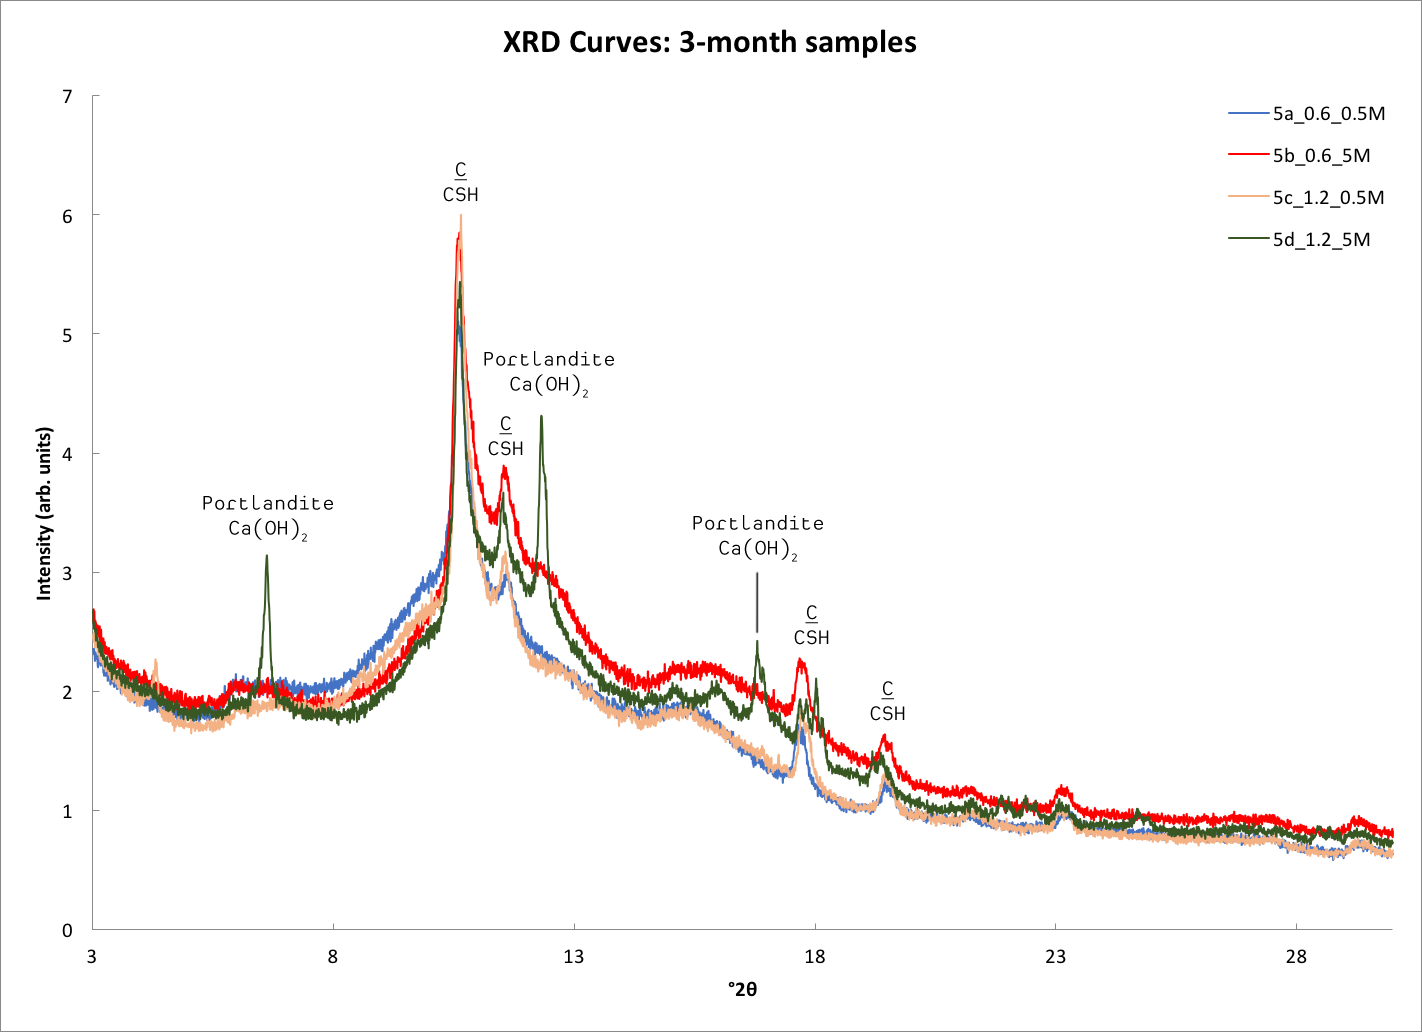 XRD Curves: 3-month samples
7
6
5
4
3
2
1
0
Intensity (arb. units)
5a_0.6_0.5M
5b_0.6_5M
5c_1.2_0.5M
5d_1.2_5M
C
CSH
Portlandite
Ca(OH)₂
C
CSH
Portlandite
Ca(OH)₂
Portlandite
Ca(OH)₂
C
CSH
C
CSH
3
8
13
18
23
28
°2θ